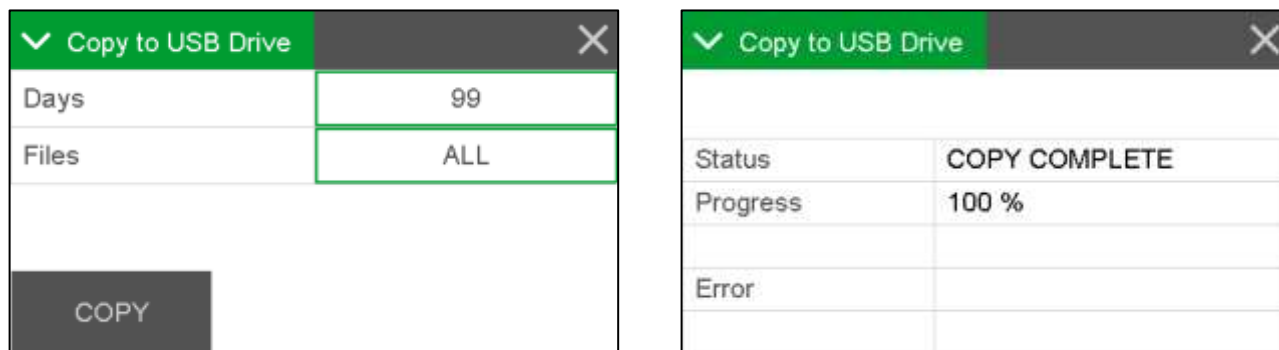 Copy to USB Drive
Days 99
Files ALL
COPY
Copy to USB Drive
Status COPY COMPLETE
Progress 100 %
Error